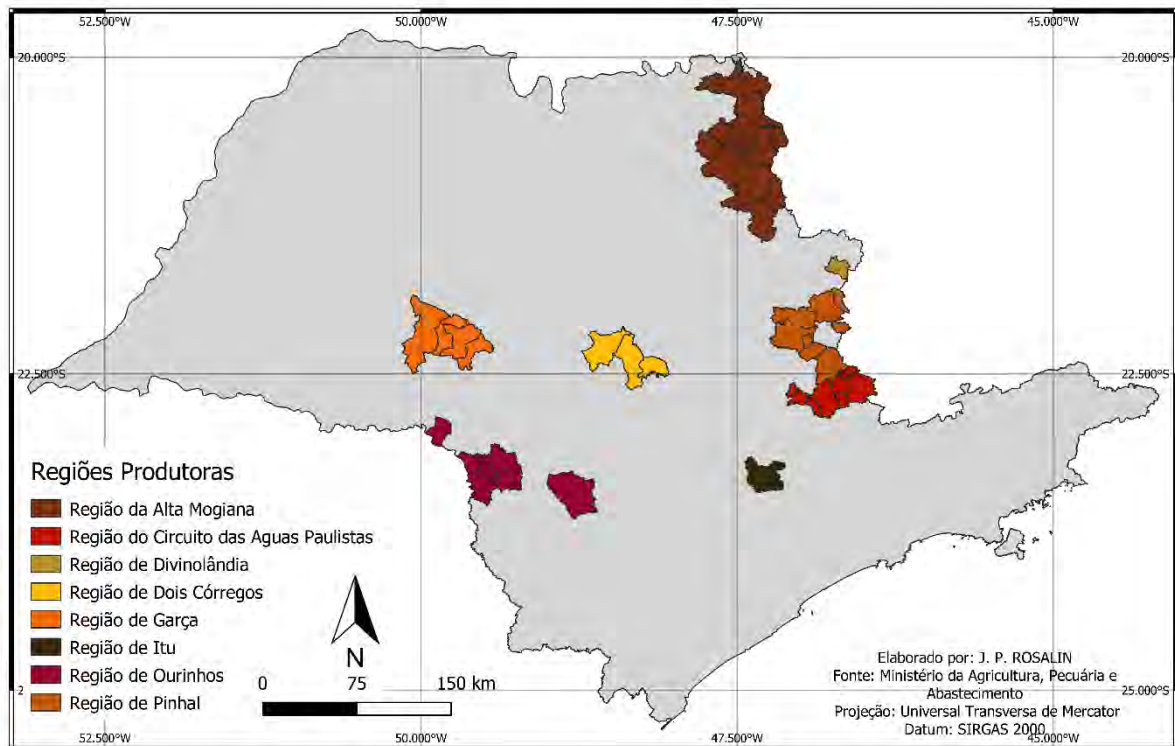 52.500°W 50.000°W 47.500°W 45.000°W
20.000°S 20.000°S
22.500°S 22.500°S
Regiões Produtoras
Região da Alta Mogiana
Região do Circuito das Aguas Paulistas
Região de Divinolândia
Região de Dois Córregos
Região de Garça
Região de Itu
Região de Ourinhos
Região de Pinhal
N
0 75 150 km
Elaborado por: J. P. ROSALIN
Fonte: Ministério da Agricultura, Pecuária e
Abastecimento
Projeção: Universal Transversa de Mercator
Datum: SIRGAS 2000
2 25.000°S
52.500°W 50.000°W 47.500°W 45.000°W